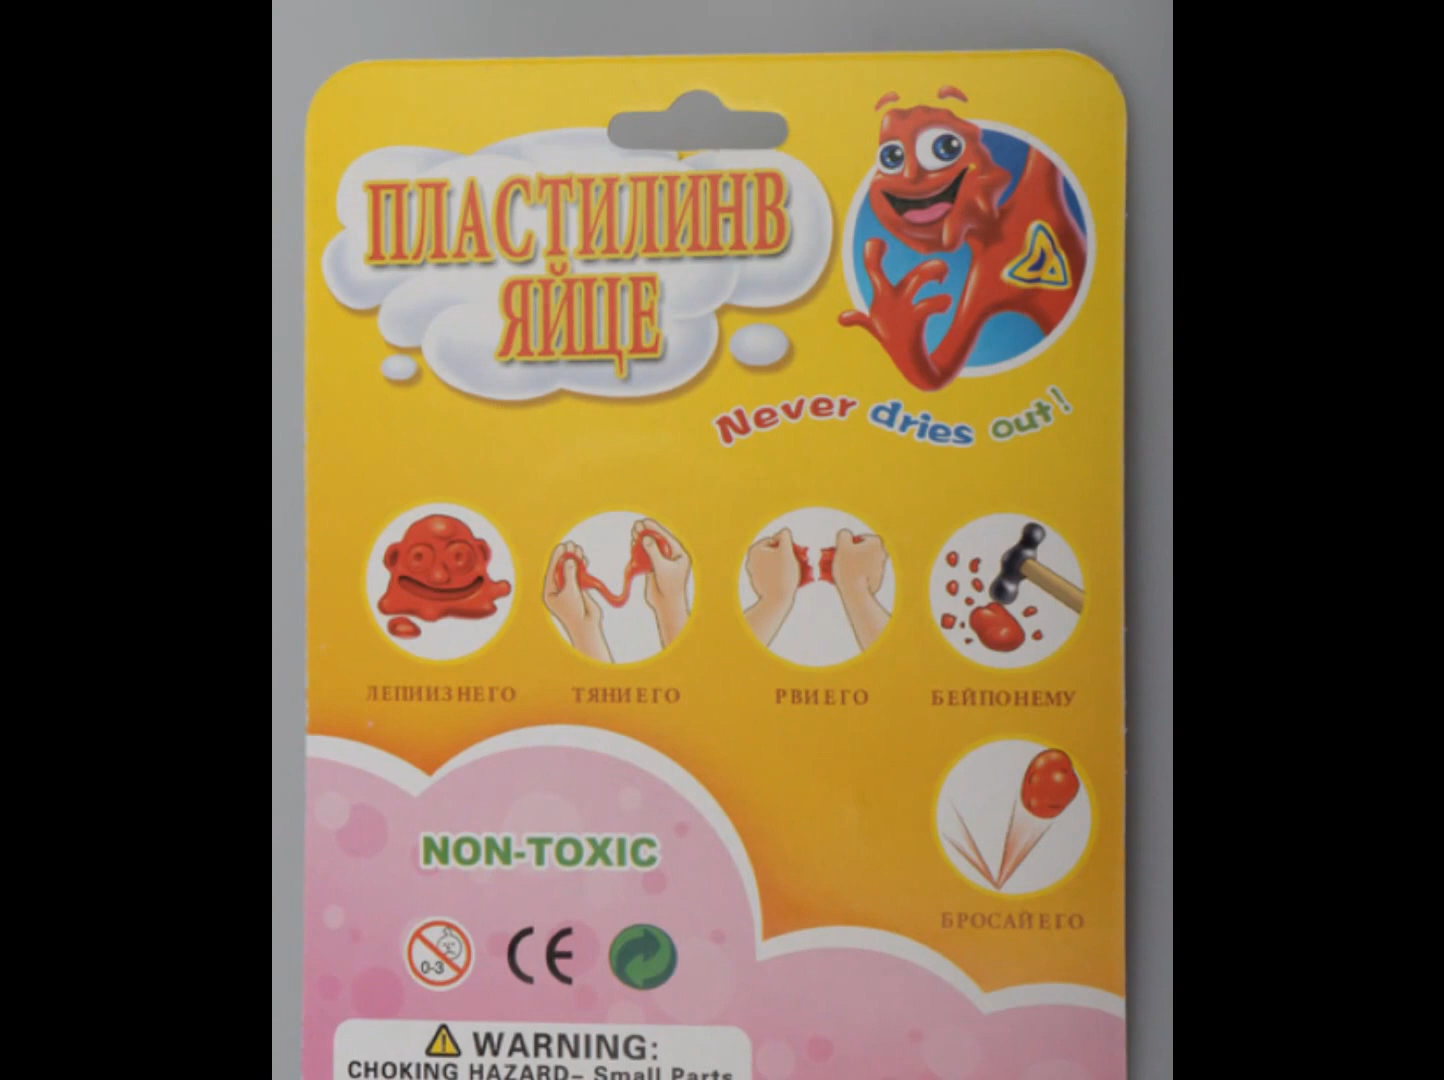 ПЛАСТИЛИНВ
ЯЙЦЕ
Never dries out!
ЛЕПИИЗНЕГО
ТЯНИЕГО
РВИЕГО
БЕЙПОНЕМУ
БРОСАЙЕГО
NON-TOXIC
0-3
CE
WARNING:
CHOKING HAZARD– Small Parts